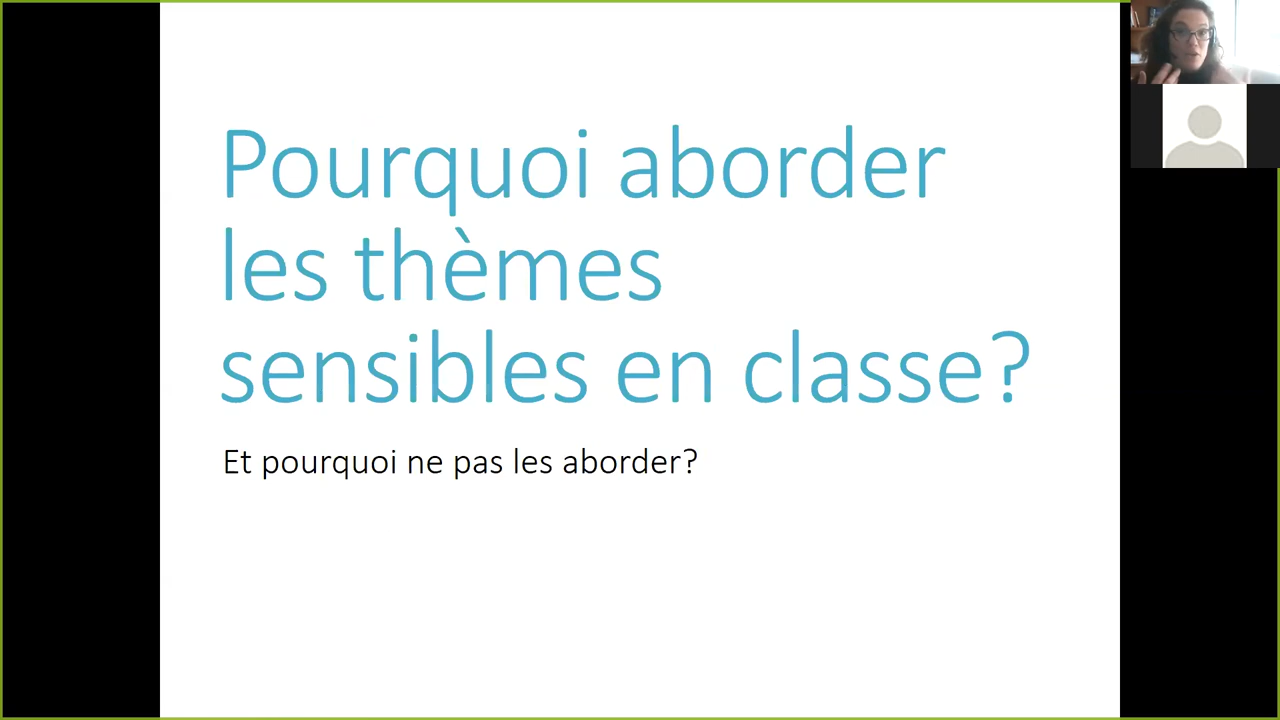 Pourquoi aborder
les thèmes
sensibles en classe?
Et pourquoi ne pas les aborder?